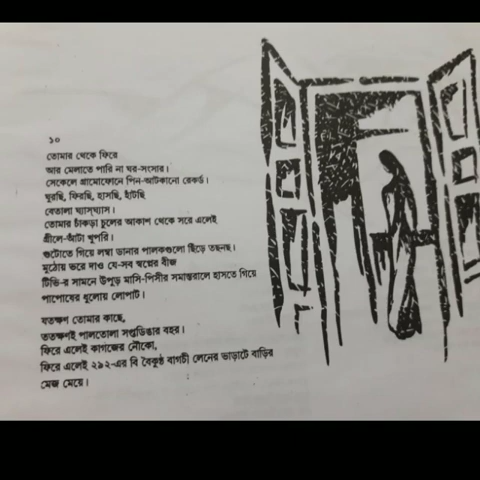 ১০
তোমার থেকে ফিরে
আর মেলাতে পারি না ঘর-সংসার।
সেকেলে গ্রামোফোনে পিন-আটকানো রেকর্ড।
ঘুরছি, ফিরছি, হাসছি, হাঁটছি
বেতালা ঘ্যাসঘ্যাস।
তোমার চাঁকড়া চুলের আকাশ থেকে সরে এলেই
গ্রীলে-আঁটা খুপরি।
গুটোতে গিয়ে লম্বা ডানার পালকগুলো ছিঁড়ে তছনছ।
মুঠোয় ভরে দাও যে-সব স্বপ্নের বীজ
টিভি-র সামনে উপুড় মাসি-পিসীর সমান্তরালে হাসতে গিয়ে
পাপোষের ধুলোয় লোপাট।
যতক্ষণ তোমার কাছে,
ততক্ষণই পালতোলা সপ্তডিঙার বহর।
ফিরে এলেই কাগজের নৌকো,
ফিরে এলেই ২৯২-এর বি বৈকুণ্ঠ বাগচী লেনের ভাড়াটে বাড়ির
মেজ মেয়ে।